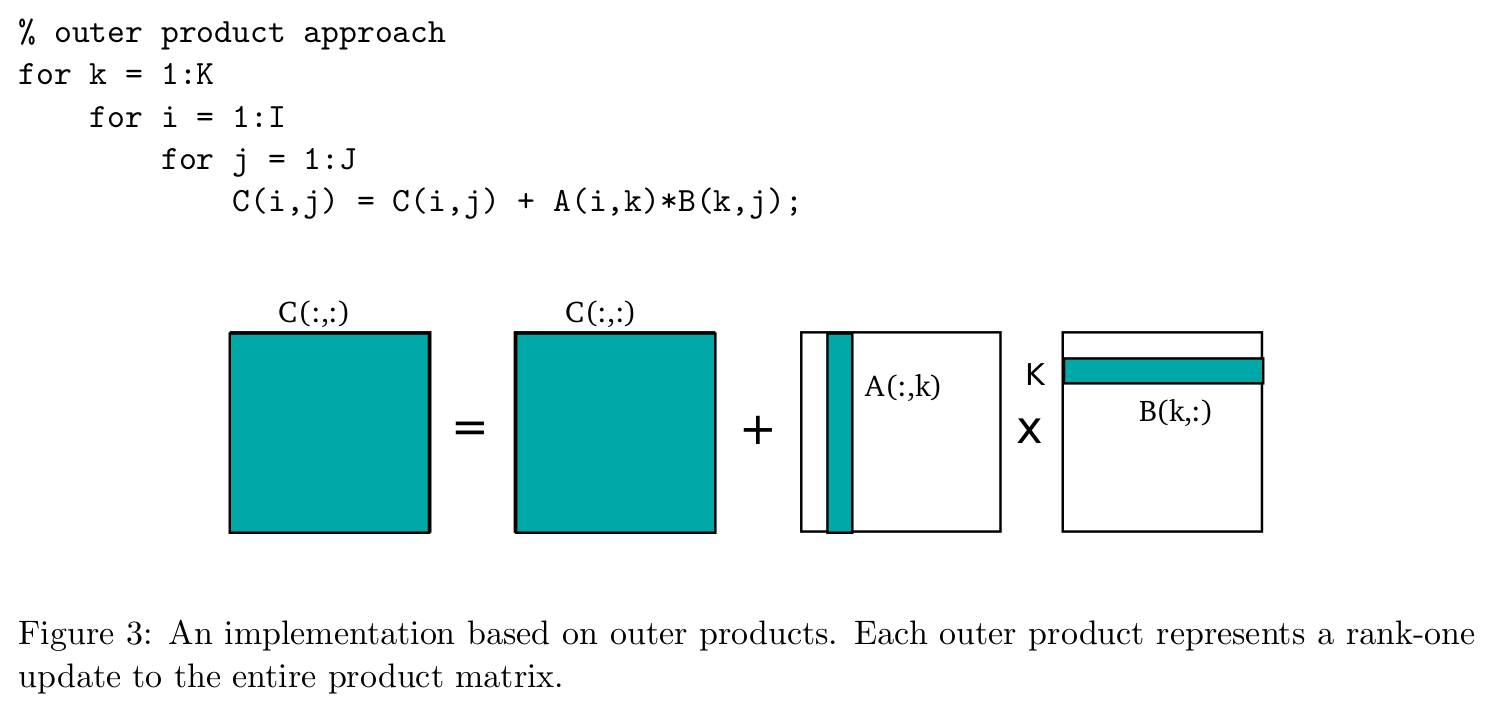 % outer product approach
for k = 1:K
    for i = 1:I
        for j = 1:J
            C(i,j) = C(i,j) + A(i,k)*B(k,j);
C(:,:)
C(:,:)
A(:,k)
K
B(k,:)
=
+
x
Figure 3: An implementation based on outer products. Each outer product represents a rank-one
update to the entire product matrix.